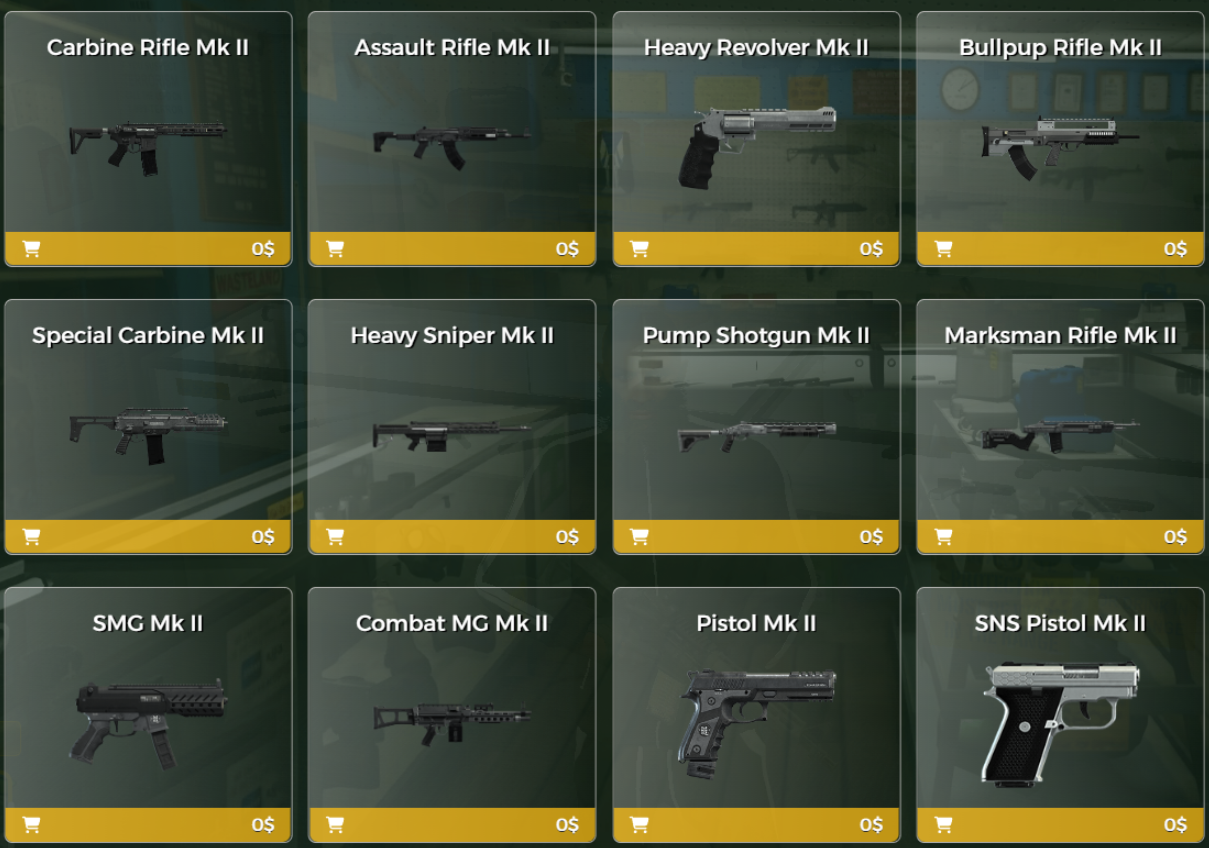 Carbine Rifle Mk II
Assault Rifle Mk II
Heavy Revolver Mk II
Bullpup Rifle Mk II
0$
0$
0$
0$
Special Carbine Mk II
Heavy Sniper Mk II
Pump Shotgun Mk II
Marksman Rifle Mk II
0$
0$
0$
0$
SMG Mk II
Combat MG Mk II
Pistol Mk II
SNS Pistol Mk II
0$
0$
0$
0$